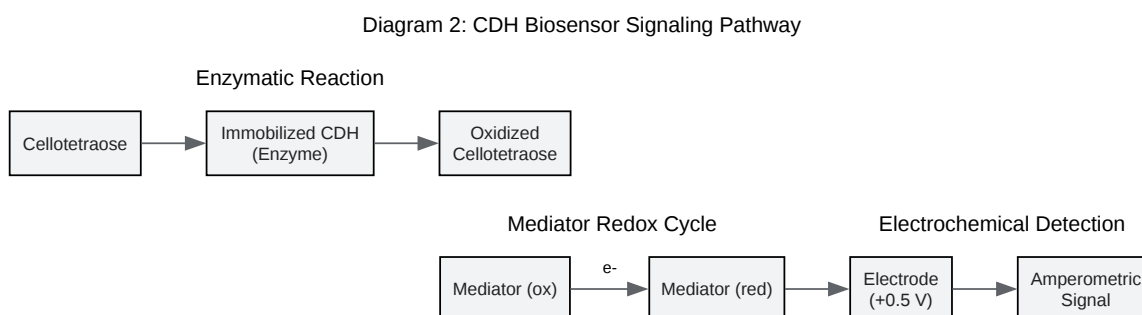 Diagram 2: CDH Biosensor Signaling Pathway
Enzymatic Reaction
Cellotetraose
Immobilized CDH
(Enzyme)
Oxidized
Cellotetraose
Mediator Redox Cycle
Electrochemical Detection
Mediator (ox)
e-
Mediator (red)
Electrode
(+0.5 V)
Amperometric
Signal